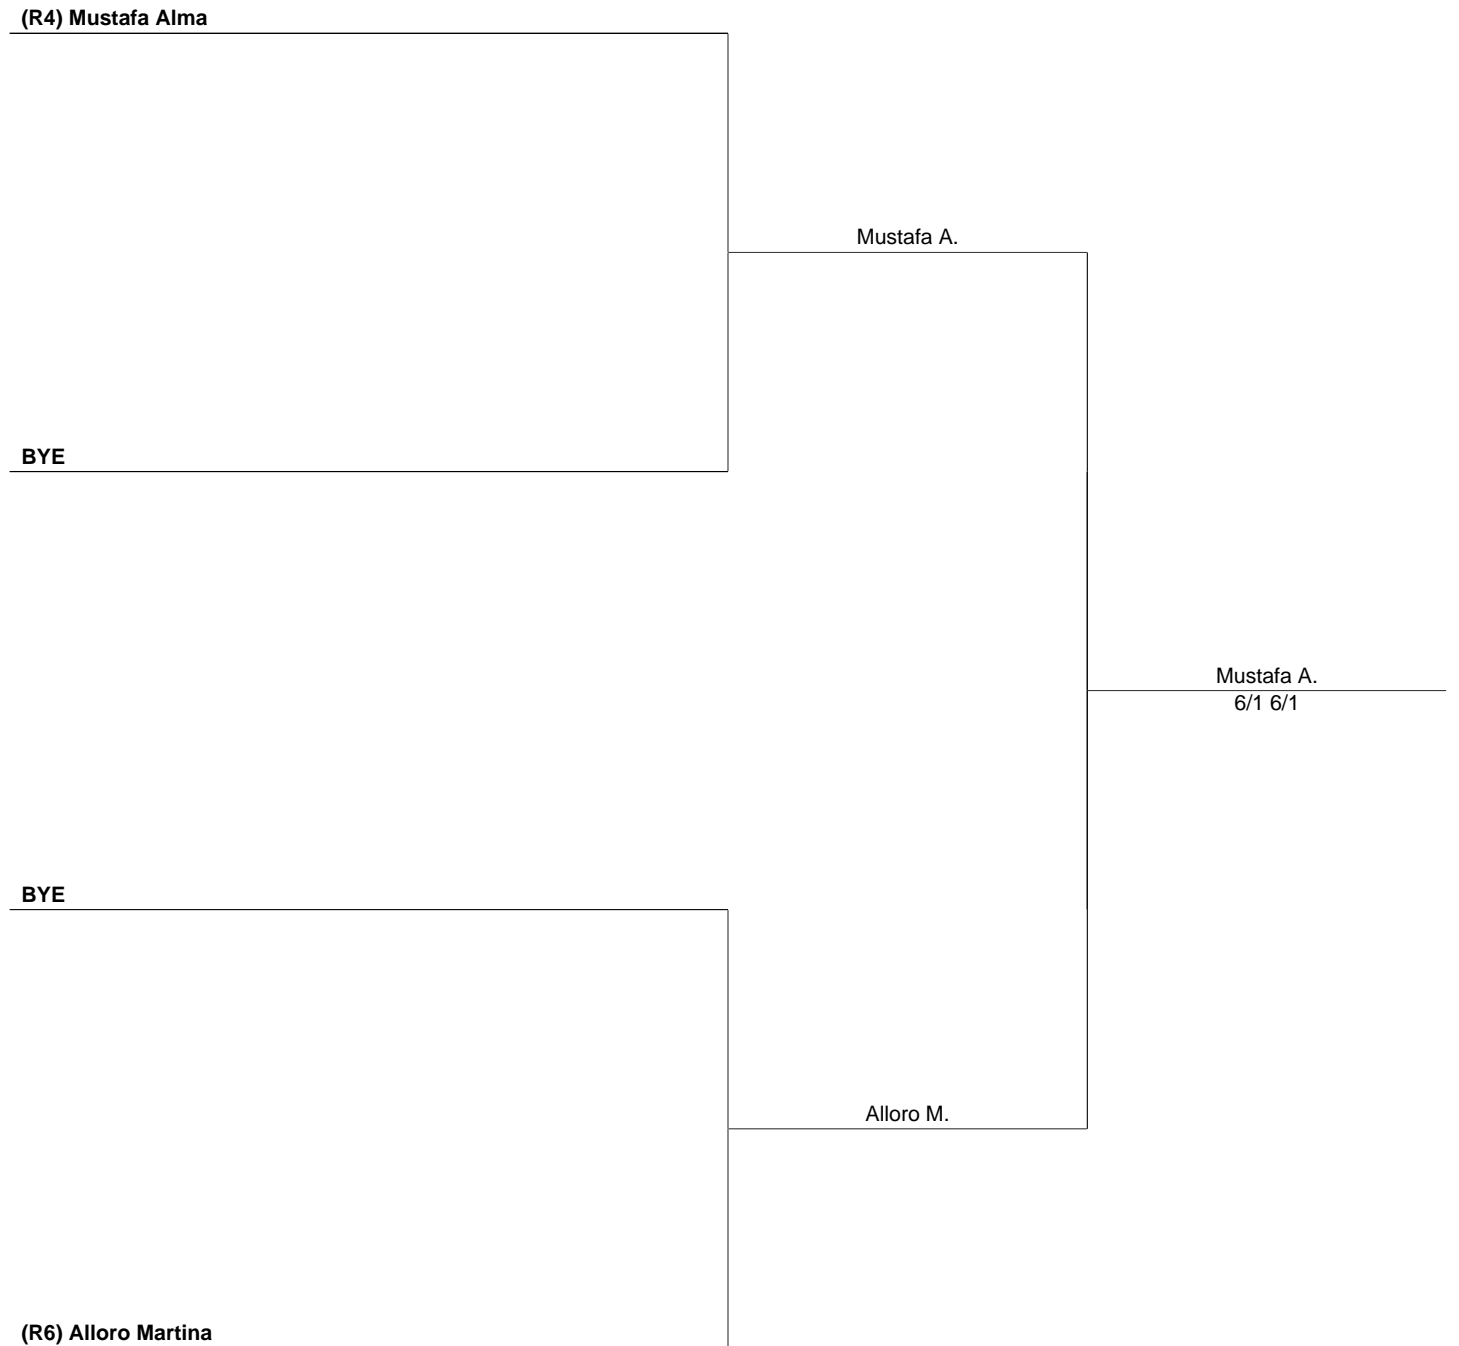 (R4) Mustafa Alma
Mustafa A.
BYE
Mustafa A.
6/1 6/1
BYE
Alloro M.
(R6) Alloro Martina